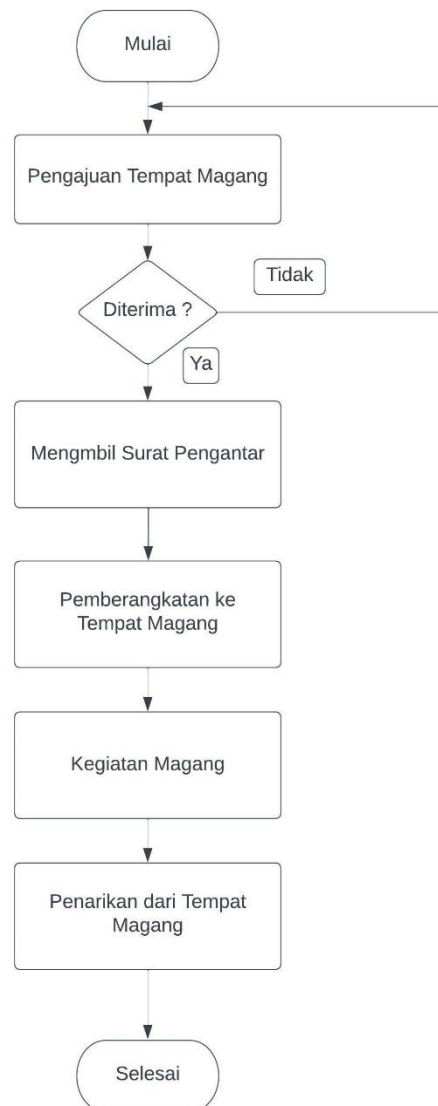 Mulai
Pengajuan Tempat Magang
Tidak
Diterima ?
Ya
Mengmbil Surat Pengantar
Pemberangkatan ke
Tempat Magang
Kegiatan Magang
Penarikan dari Tempat
Magang
Selesai